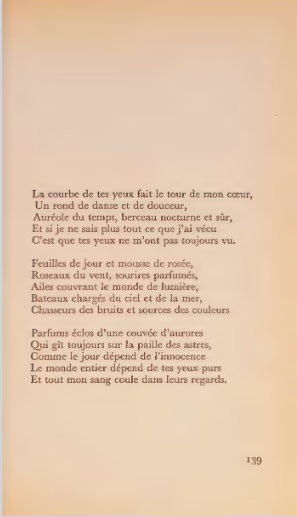 La courbe de tes yeux fait le tour de mon cœur,
Un rond de danse et de douceur,
Auréole du temps, berceau nocturne et sûr,
Et si je ne sais plus tout ce que j'ai vécu
C'est que tes yeux ne m'ont pas toujours vu.

Feuilles de jour et mousse de rosée,
Roseaux du vent, sourires parfumés,
Ailes couvrant le monde de lumière,
Bateaux chargés du ciel et de la mer,
Chasseurs des bruits et sources des couleurs

Parfums éclos d'une couvée d'aurores
Qui gît toujours sur la paille des astres,
Comme le jour dépend de l'innocence
Le monde entier dépend de tes yeux purs
Et tout mon sang coule dans leurs regards.

139